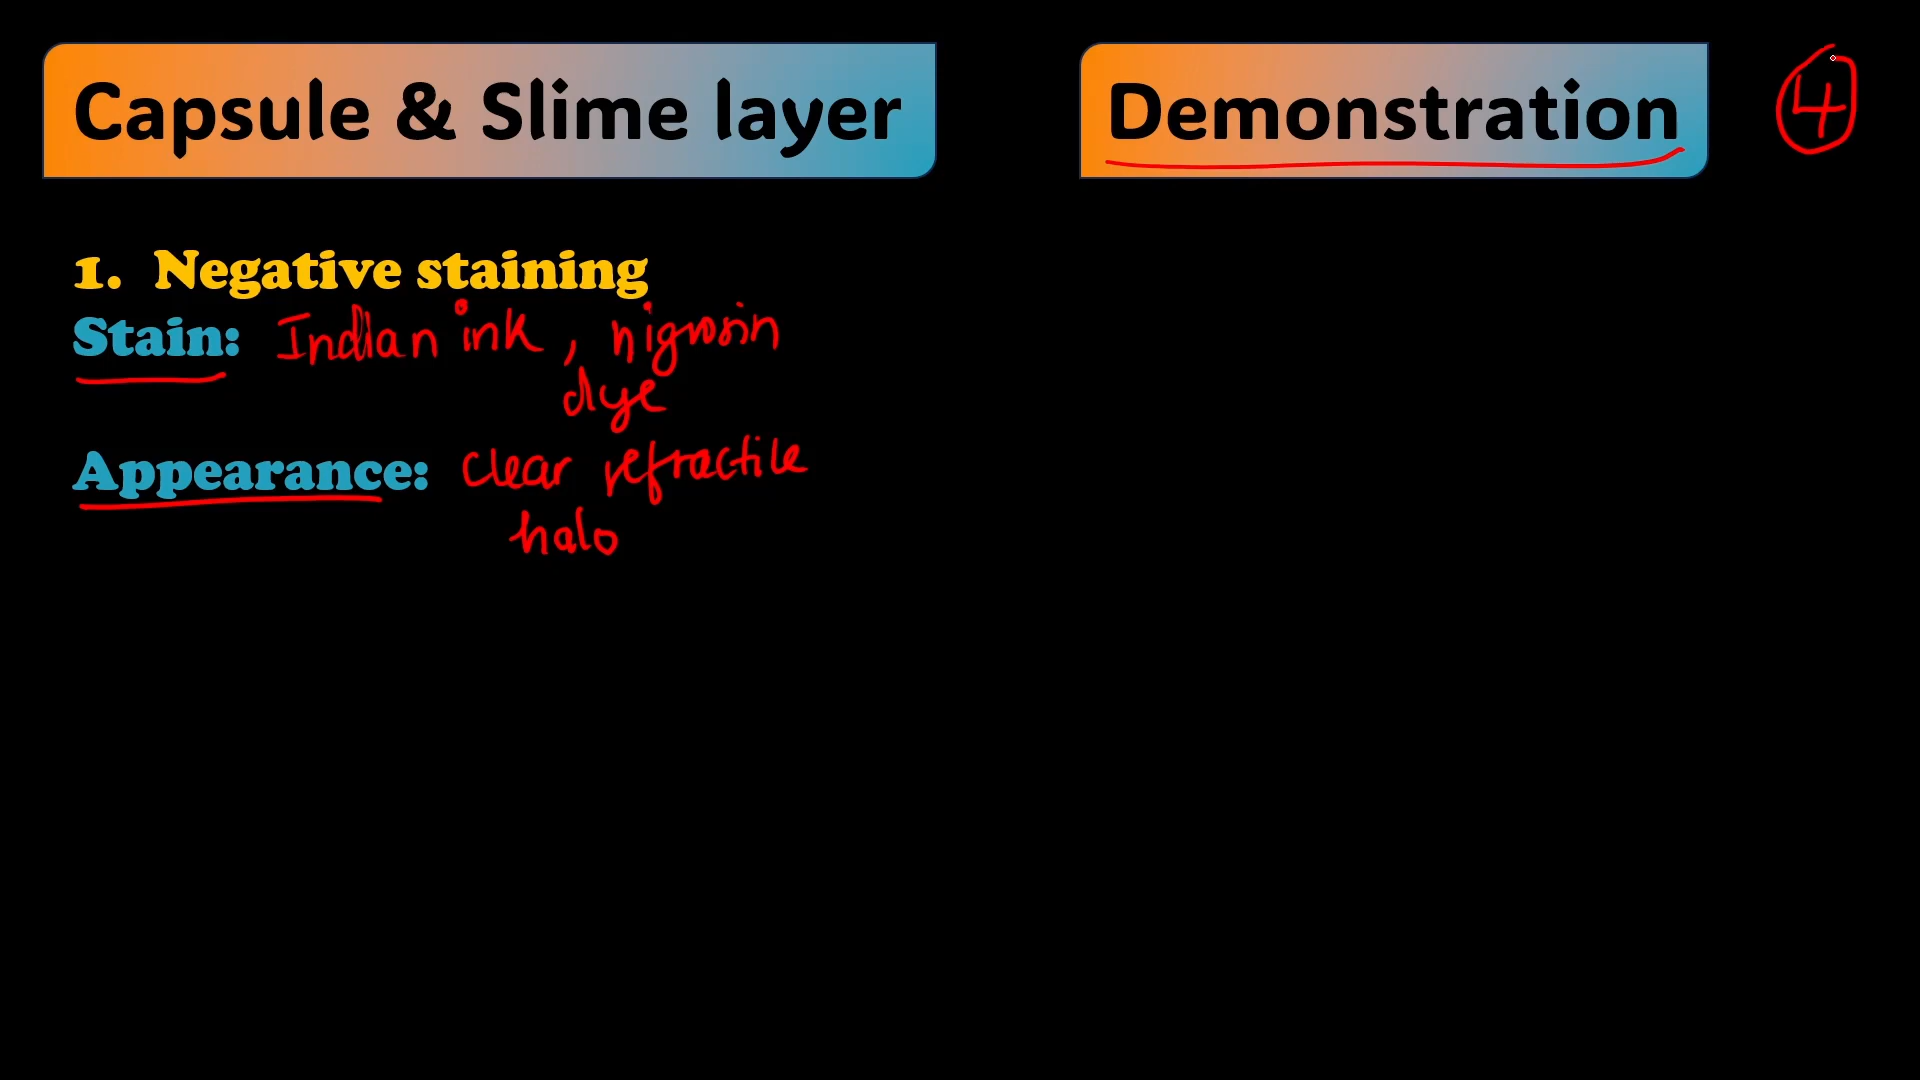 Capsule & Slime layer
Demonstration
4
1. Negative staining
Stain: Indian ink, nigrosin
dye
Appearance: clear refractile
halo